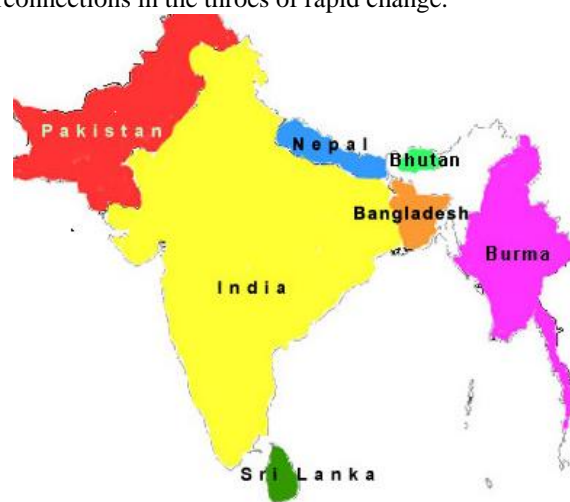 connections in the throes of rapid change.
Pakistan
Nepal
Bhutan
Bangladesh
Burma
India
Sri Lanka